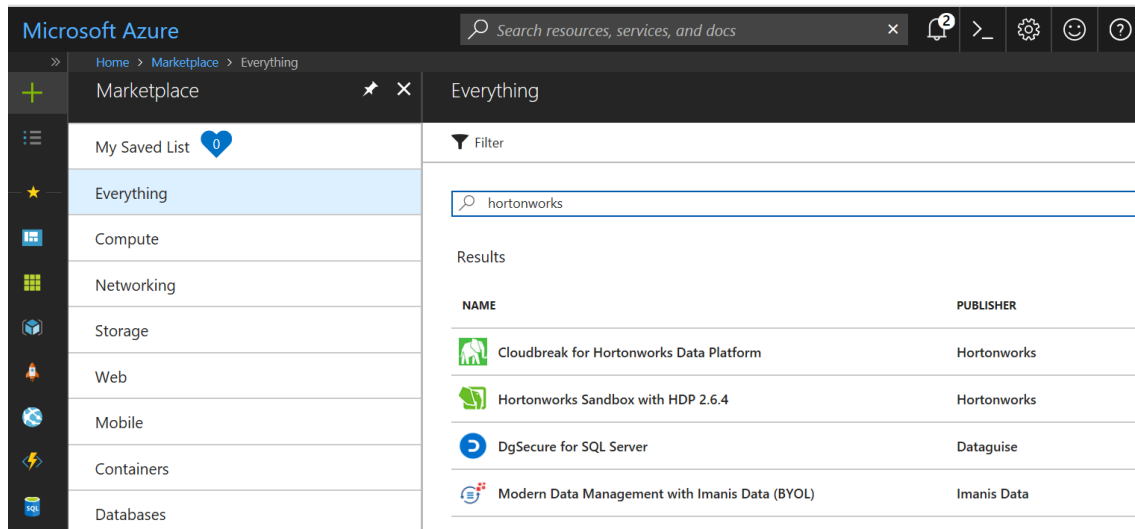 Microsoft Azure
Search resources, services, and docs
2
Home > Marketplace > Everything
Marketplace
Everything
My Saved List 0
Filter
Everything
hortonworks
Compute
Results
Networking
NAME PUBLISHER
Storage
Cloudbreak for Hortonworks Data Platform Hortonworks
Web
Hortonworks Sandbox with HDP 2.6.4 Hortonworks
Mobile
DgSecure for SQL Server Dataguise
Containers
Modern Data Management with Imanis Data (BYOL) Imanis Data
Databases
SQL